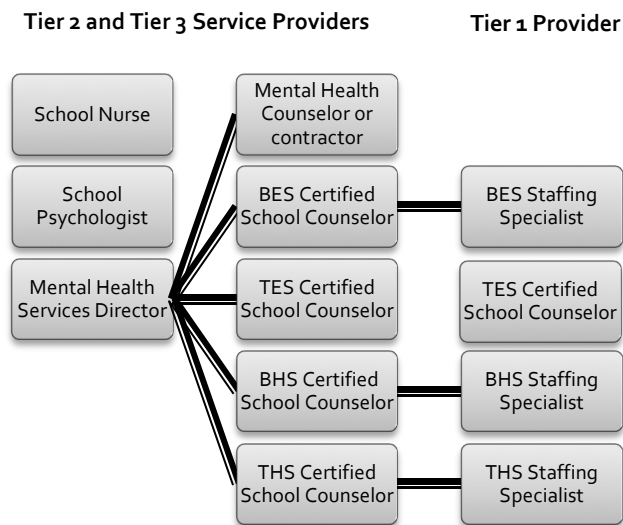 Tier 2 and Tier 3 Service Providers
Tier 1 Provider
School Nurse
Mental Health
Counselor or
contractor
School
Psychologist
BES Certified
School Counselor
BES Staffing
Specialist
Mental Health
Services Director
TES Certified
School Counselor
TES Certified
School Counselor
BHS Certified
School Counselor
BHS Staffing
Specialist
THS Certified
School Counselor
THS Staffing
Specialist